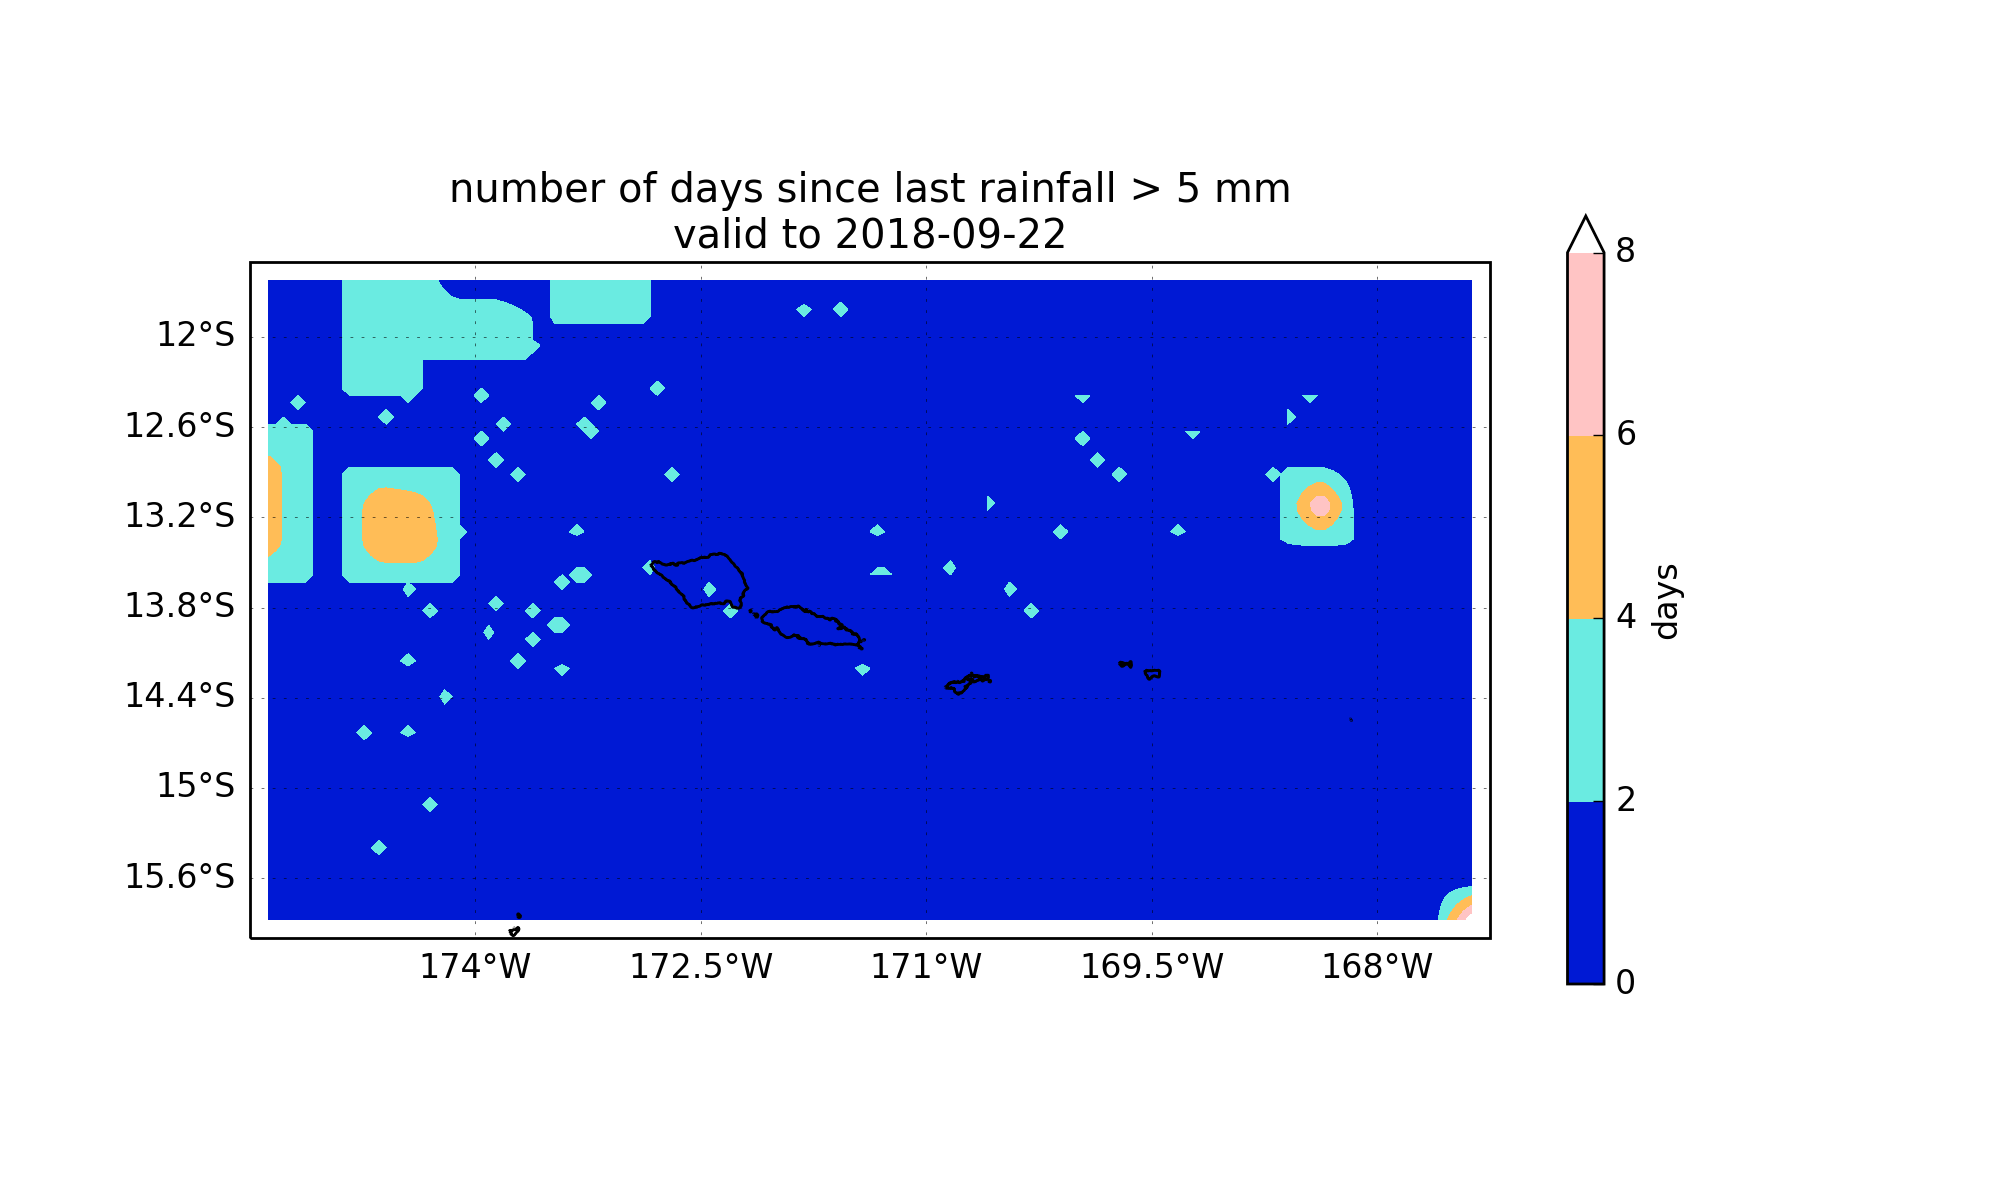 number of days since last rainfall > 5 mm
valid to 2018-09-22
12°S
12.6°S
13.2°S
13.8°S
14.4°S
15°S
15.6°S
174°W
172.5°W
171°W
169.5°W
168°W
8
6
4
2
0
days